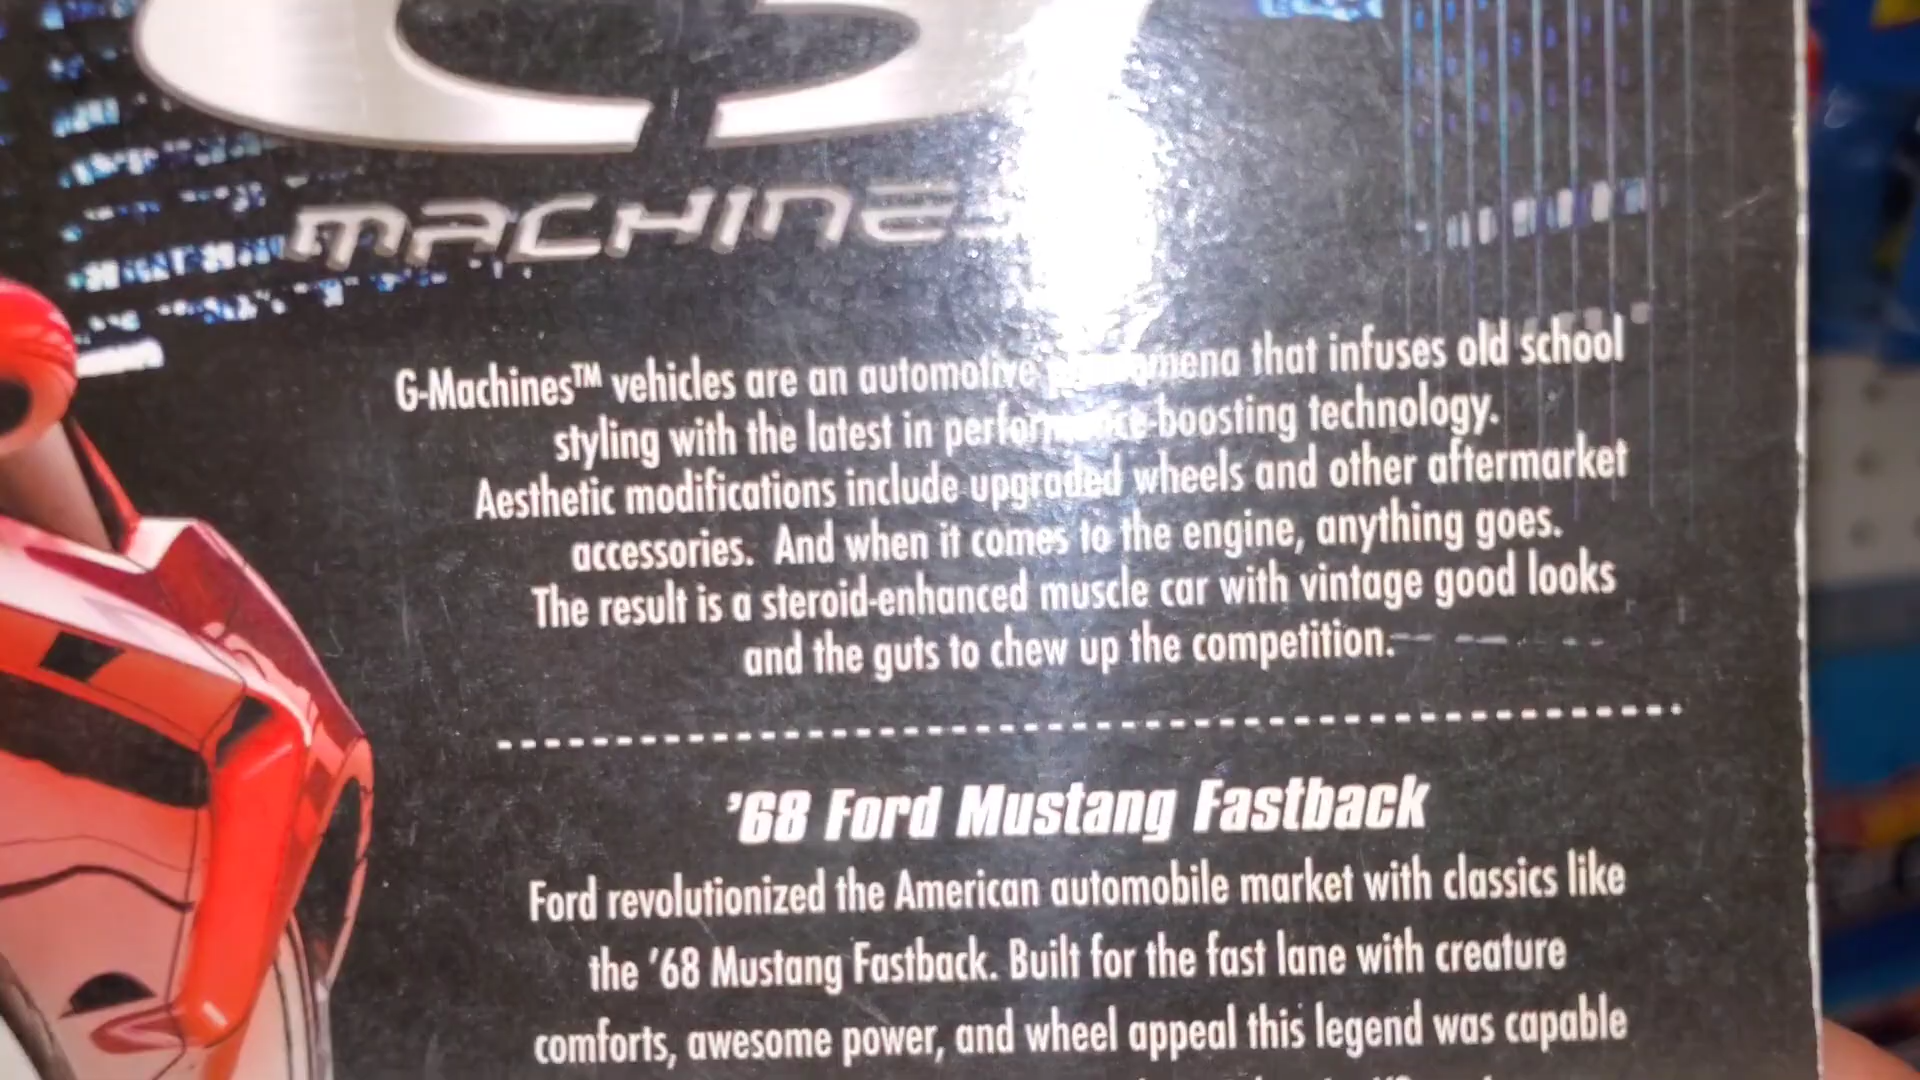 MACHINES
G-Machines™ vehicles are an automotive phenomena that infuses old school
styling with the latest in performance-boosting technology.
Aesthetic modifications include upgraded wheels and other aftermarket
accessories. And when it comes to the engine, anything goes.
The result is a steroid-enhanced muscle car with vintage good looks
and the guts to chew up the competition.
'68 Ford Mustang Fastback
Ford revolutionized the American automobile market with classics like
the '68 Mustang Fastback. Built for the fast lane with creature
comforts, awesome power, and wheel appeal this legend was capable